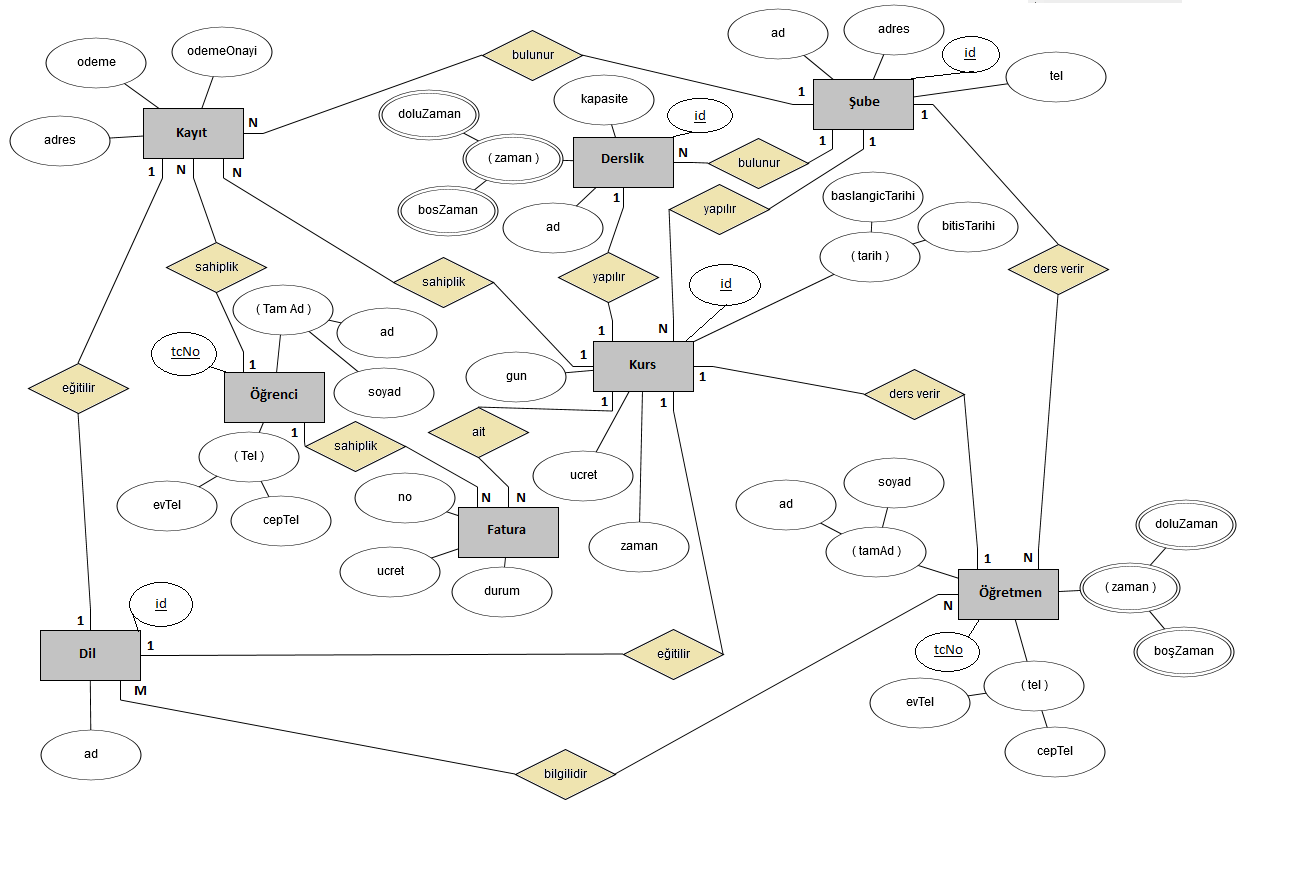 ad
adres
id
tel
odeme
odemeOnayi
bulunur
Şube
1
1
kapasite
doluZaman
id
adres
Kayıt
N
( zaman )
Derslik
N
bulunur
1
1
1
N
N
bosZaman
ad
1
yapılır
baslangicTarihi
bitisTarihi
( tarih )
sahiplik
sahiplik
yapılır
id
ders verir
( Tam Ad )
ad
tcNo
1
1
N
1
Kurs
1
gun
eğitilir
Öğrenci
soyad
1
1
ders verir
1
sahiplik
ait
( Tel )
evTel
cepTel
no
N
N
Fatura
ucret
ucret
durum
zaman
ad
soyad
( tamAd )
1
N
doluZaman
( zaman )
Öğretmen
N
tcNo
boşZaman
id
1
Dil
1
M
eğitilir
( tel )
evTel
cepTel
ad
bilgilidir